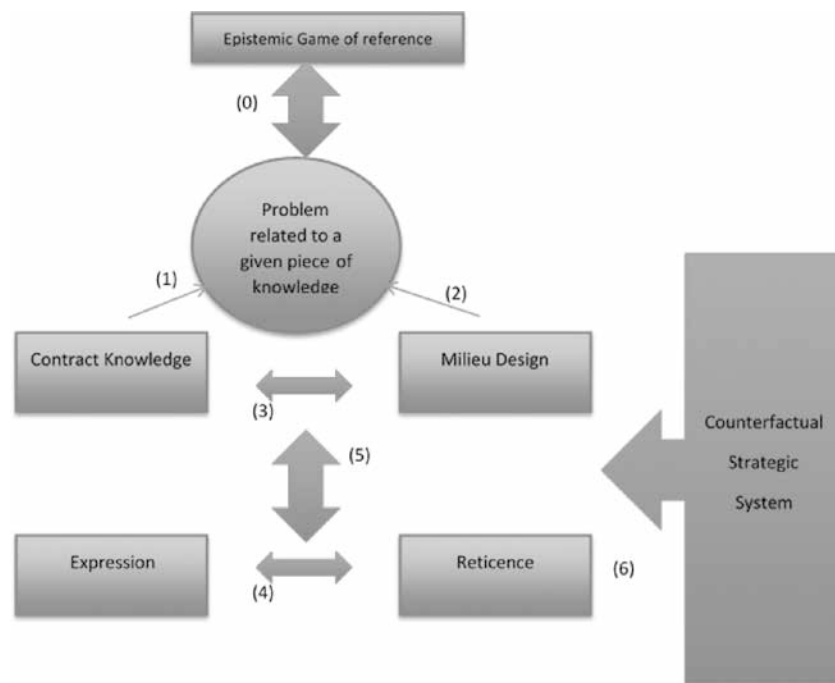 Epistemic Game of reference
(0)
Problem
related to a
given piece of
knowledge
(1)
(2)
Contract Knowledge
Milieu Design
(3)
(5)
Counterfactual
Strategic
System
Expression
Reticence
(4)
(6)